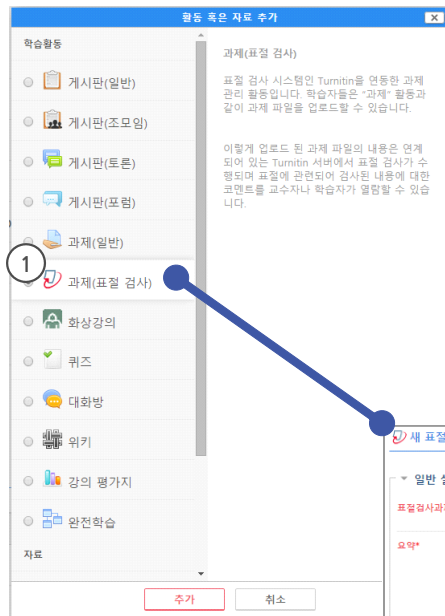 활동 혹은 자료 추가
학습활동
게시판(일반)
게시판(조모임)
게시판(토론)
게시판(포럼)
과제(일반)
1
과제(표절 검사)
화상강의
퀴즈
대화방
위키
강의 평가지
완전학습
자료
과제(표절 검사)
표절 검사 시스템인 Turnitin을 연동한 과제
관리 활동입니다. 학습자들은 "과제" 활동과
같이 과제 파일을 업로드할 수 있습니다.
이렇게 업로드 된 과제 파일의 내용은 연계
되어 있는 Turnitin 서버에서 표절 검사가 수
행되며 표절에 관련되어 검사된 내용에 대한
코멘트를 교수자나 학습자가 열람할 수 있습
니다.
추가
취소
새 표절
일반 설
표절검사과
요약*